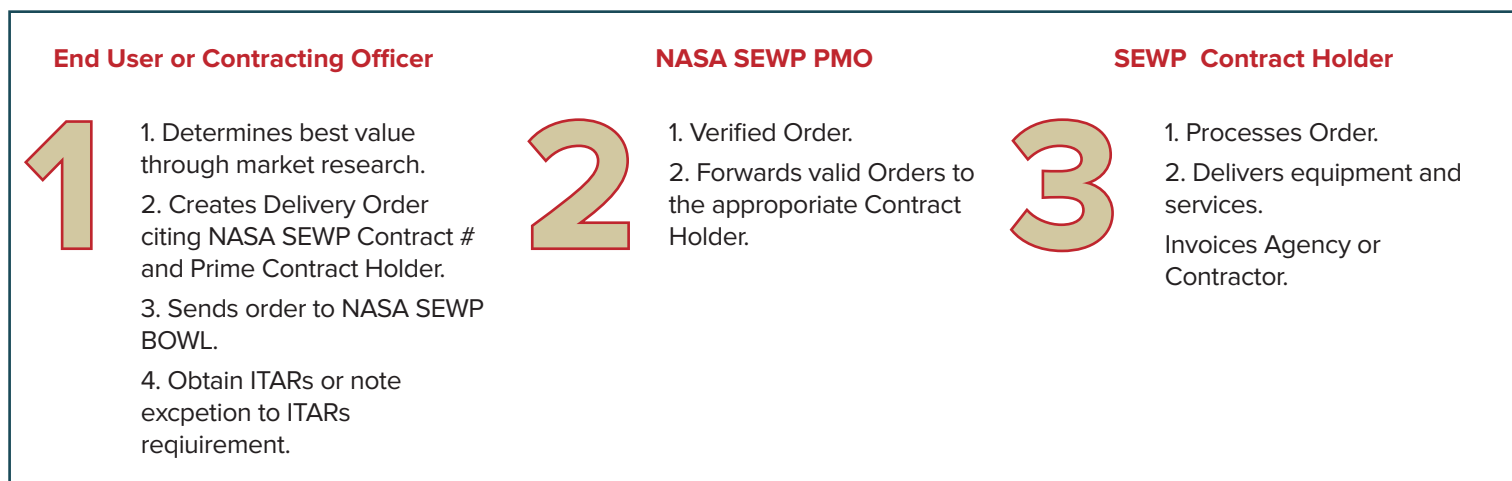 End User or Contracting Officer
1
1. Determines best value
through market research.
2. Creates Delivery Order
citing NASA SEWP Contract #
and Prime Contract Holder.
3. Sends order to NASA SEWP
BOWL.
4. Obtain ITARs or note
excpetion to ITARs
reqiuirement.
NASA SEWP PMO
2
1. Verified Order.
2. Forwards valid Orders to
the approporiate Contract
Holder.
SEWP Contract Holder
3
1. Processes Order.
2. Delivers equipment and
services.
Invoices Agency or
Contractor.